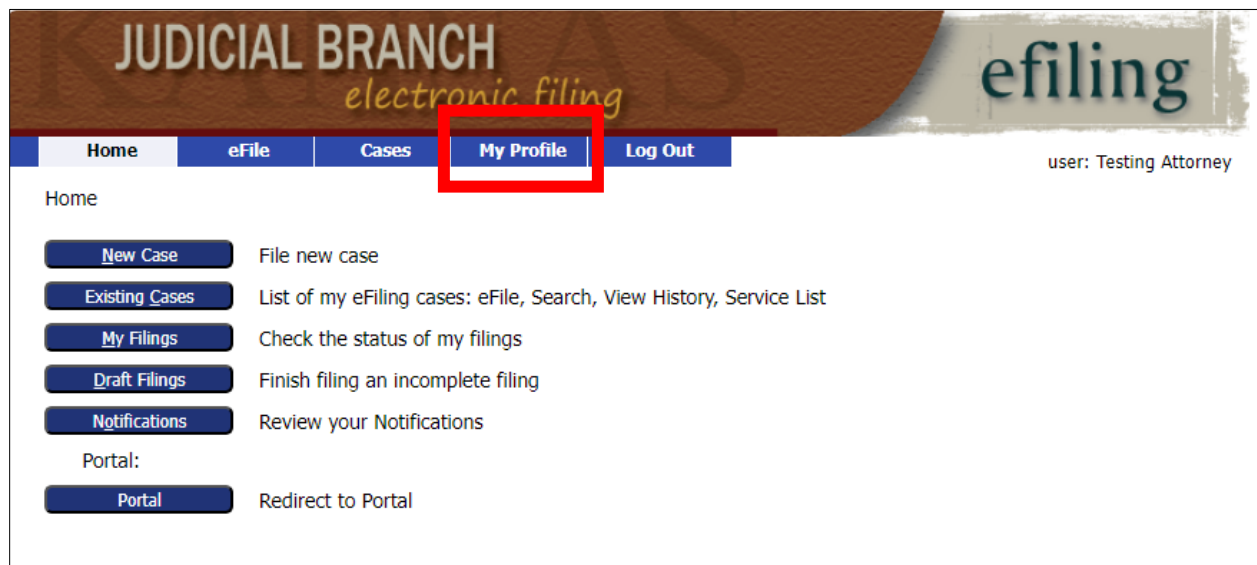 KANSAS
JUDICIAL BRANCH
electronic filing
efiling
Home eFile Cases My Profile Log Out
user: Testing Attorney
Home
New Case File new case
Existing Cases List of my eFiling cases: eFile, Search, View History, Service List
My Filings Check the status of my filings
Draft Filings Finish filing an incomplete filing
Notifications Review your Notifications
Portal:
Portal Redirect to Portal